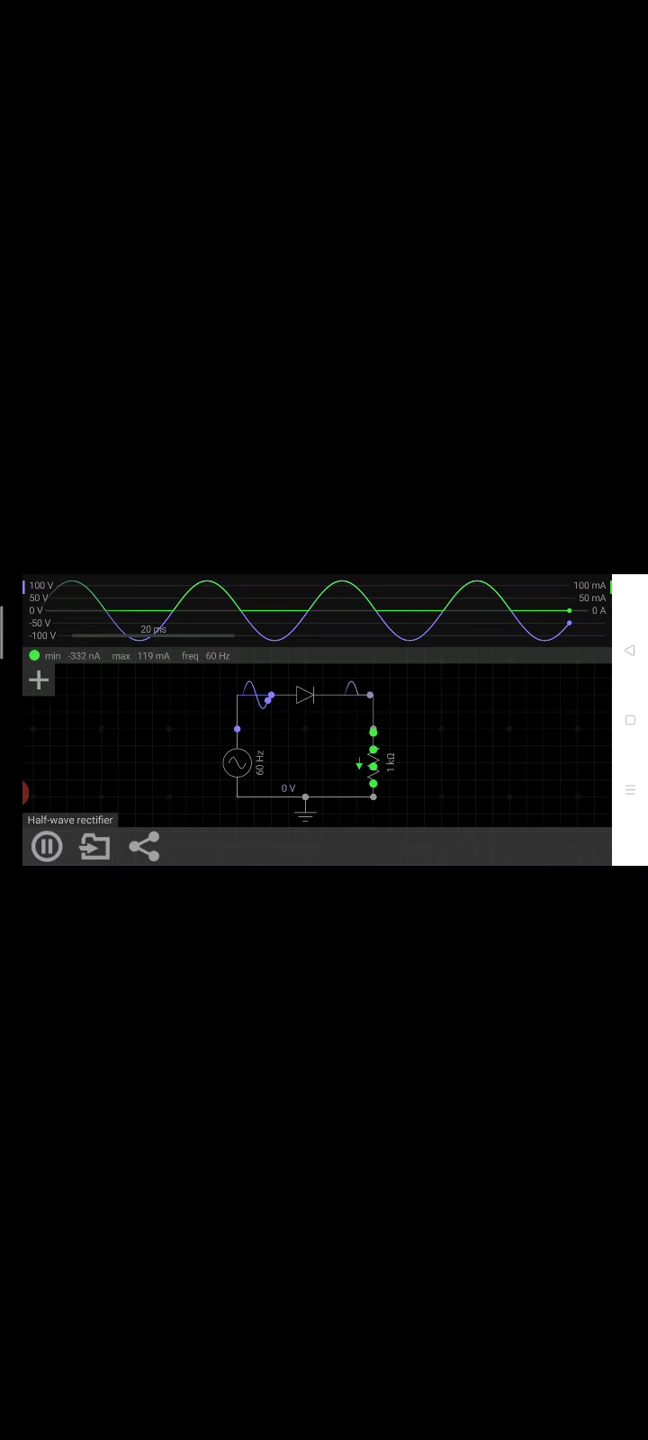 100 V
100 mA
50 V
50 mA
0 V
0 A
-50 V
-100 V
20 ms
min -332 nA max 119 mA freq 60 Hz
60 Hz
1 kΩ
0 V
Half-wave rectifier